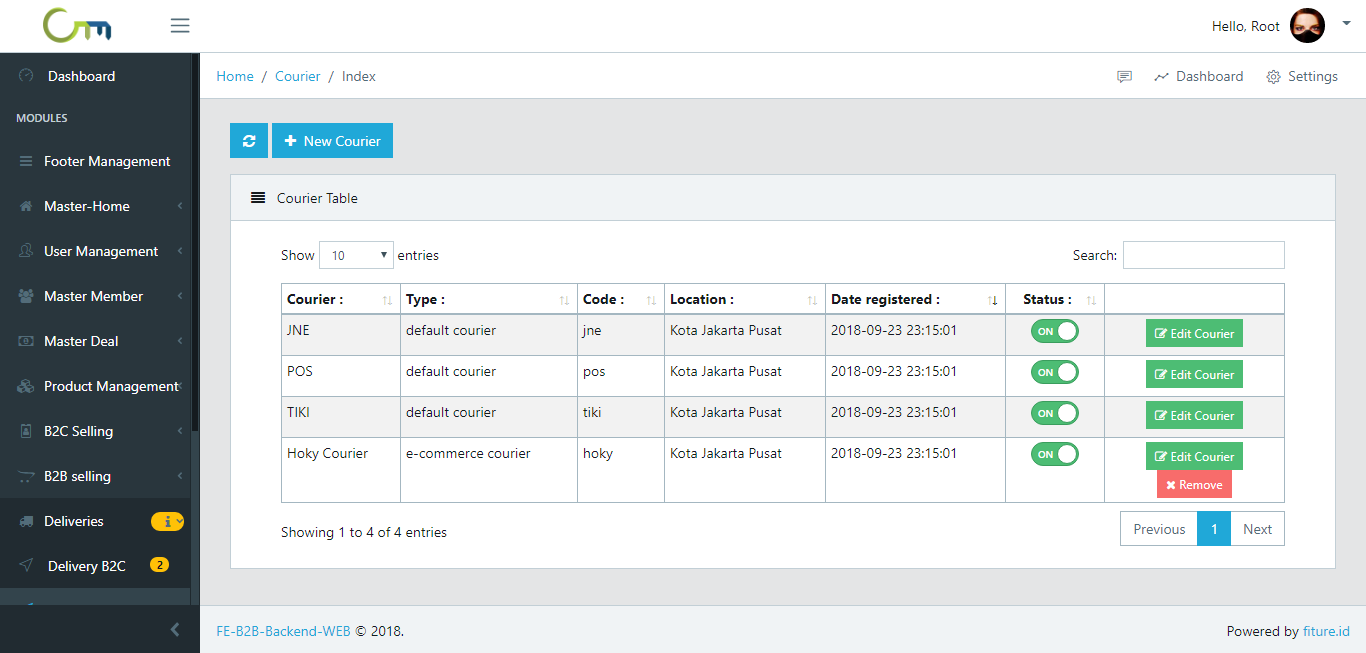 Hello, Root
Dashboard
Home / Courier / Index
Dashboard
Settings
MODULES
Footer Management
Master-Home
User Management
Master Member
Master Deal
Product Management
B2C Selling
B2B selling
Deliveries
i
Delivery B2C
2
New Courier
Courier Table
Show 10 entries
Search:
Courier : Type : Code : Location : Date registered : Status :
JNE default courier jne Kota Jakarta Pusat 2018-09-23 23:15:01 ON Edit Courier
POS default courier pos Kota Jakarta Pusat 2018-09-23 23:15:01 ON Edit Courier
TIKI default courier tiki Kota Jakarta Pusat 2018-09-23 23:15:01 ON Edit Courier
Hoky Courier e-commerce courier hoky Kota Jakarta Pusat 2018-09-23 23:15:01 ON Edit Courier
Remove
Showing 1 to 4 of 4 entries
Previous 1 Next
FE-B2B-Backend-WEB © 2018.
Powered by fiture.id